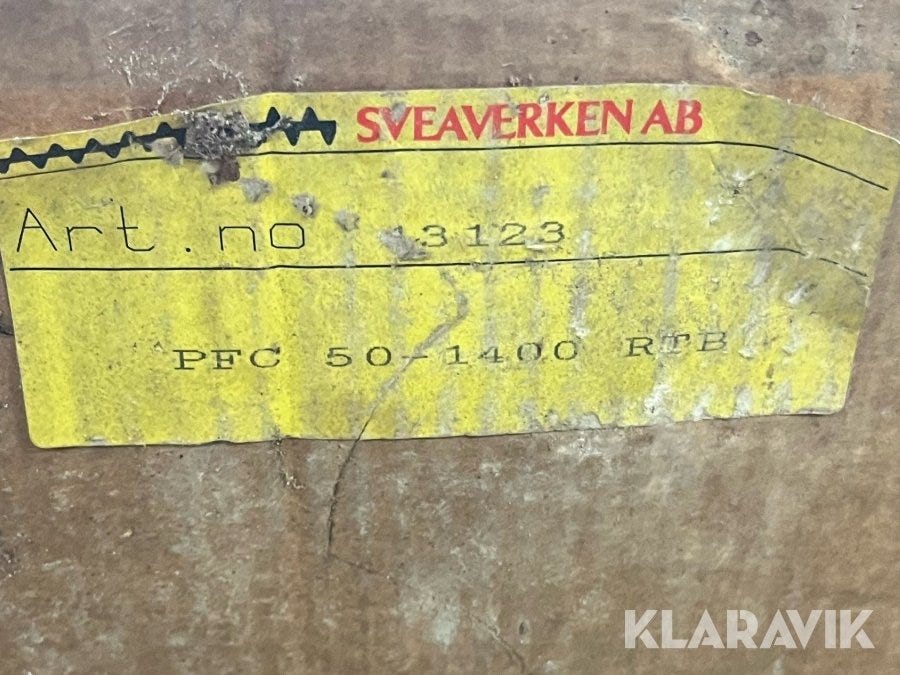 SVEAVERKEN AB
Art.no 13123
PFC 50-1400 RTB
KLARAVIK